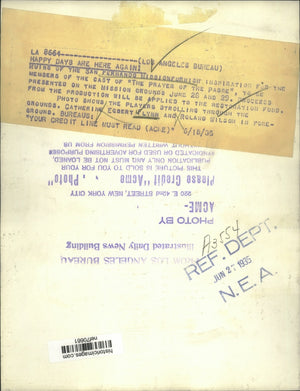 LA 8664 (LOS ANGELES BUREAU)
HAPPY DAYS ARE HERE AGAIN!
RUINS OF THE SAN FERNANDO MISSION FURNISH INSPIRATION FOR THE
MEMBERS OF THE CAST OF "THE PRAYER OF THE PADRE", TO BE
PRESENTED ON THE MISSION GROUNDS JUNE 28 AND 29. PROCEEDS
FROM THE PRODUCTION WILL BE APPLIED TO THE RESTORATION FUND.
PHOTO SHOWS THE PLAYERS STROLLING THROUGH THE
GROUNDS. CATHERINE EGBERT AND ROLAND WILSON IN FORE-
GROUND. BUREAUS:
"YOUR CREDIT LINE MUST READ (ACME)" 6/18/35
THIS PICTURE IS SOLD TO YOU FOR YOUR
PUBLICATION ONLY AND MUST NOT BE LOANED,
SYNDICATED OR USED FOR ADVERTISING PURPOSES
WITHOUT WRITTEN PERMISSION FROM US
Please Credit "Acme" Photo"
220 E. 42nd STREET, NEW YORK CITY
ACME-
PHOTO BY
Illustrated Daily News Building
FROM LOS ANGELES BUREAU
REF. DEPT.
JUN 27 1935
N.E.A.
historicimages.com